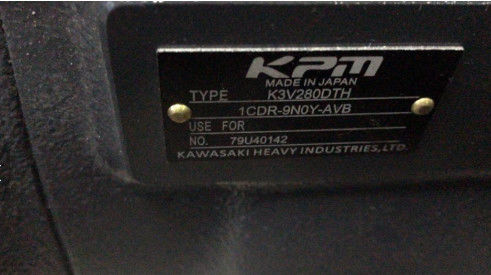 KPM
MADE IN JAPAN
TYPE K3V280DTH
1CDR-9N0Y-AVB
USE FOR
NO. 79U40142
KAWASAKI HEAVY INDUSTRIES,LTD.